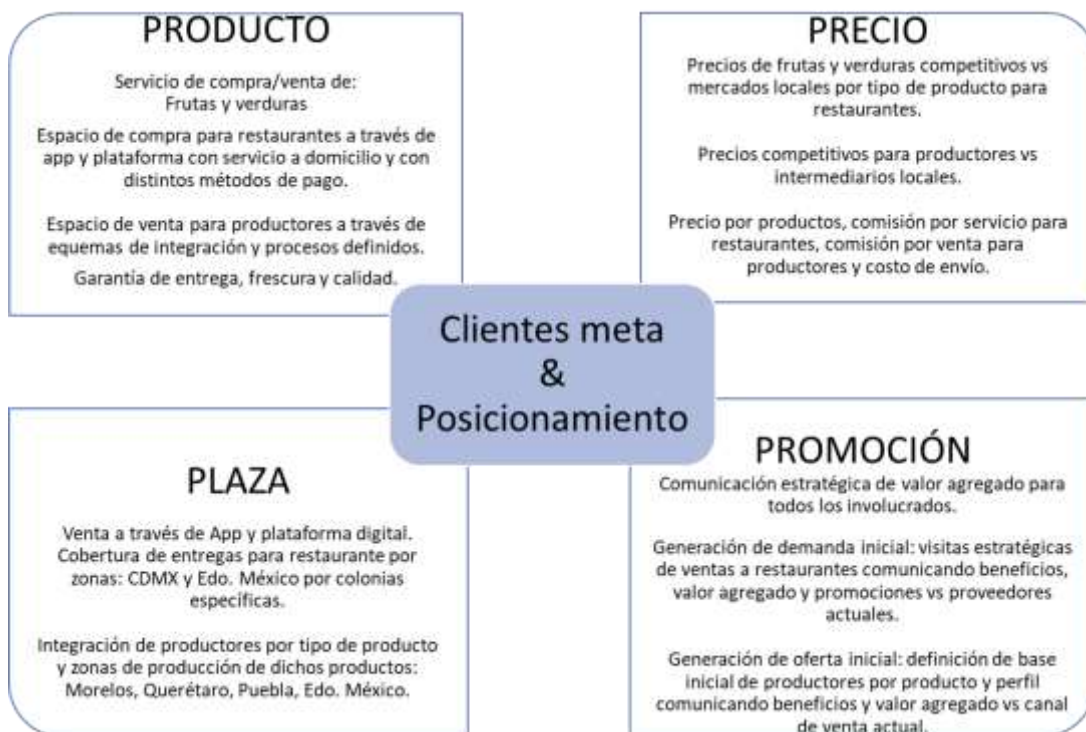 PRODUCTO
Servicio de compra/venta de:
Frutas y verduras
Espacio de compra para restaurantes a través de
app y plataforma con servicio a domicilio y con
distintos métodos de pago.
Espacio de venta para productores a través de
equemas de integración y procesos definidos.
Garantía de entrega, frescura y calidad.
PRECIO
Precios de frutas y verduras competitivos vs
mercados locales por tipo de producto para
restaurantes.
Precios competitivos para productores vs
intermediarios locales.
Precio por productos, comisión por servicio para
restaurantes, comisión por venta para
productores y costo de envío.
Clientes meta
&
Posicionamiento
PLAZA
Venta a través de App y plataforma digital.
Cobertura de entregas para restaurante por
zonas: CDMX y Edo. México por colonias
específicas.
Integración de productores por tipo de producto
y zonas de producción de dichos productos:
Morelos, Querétaro, Puebla, Edo. México.
PROMOCIÓN
Comunicación estratégica de valor agregado para
todos los involucrados.
Generación de demanda inicial: visitas estratégicas
de ventas a restaurantes comunicando beneficios,
valor agregado y promociones vs proveedores
actuales.
Generación de oferta inicial: definición de base
inicial de productores por producto y perfil
comunicando beneficios y valor agregado vs canal
de venta actual.